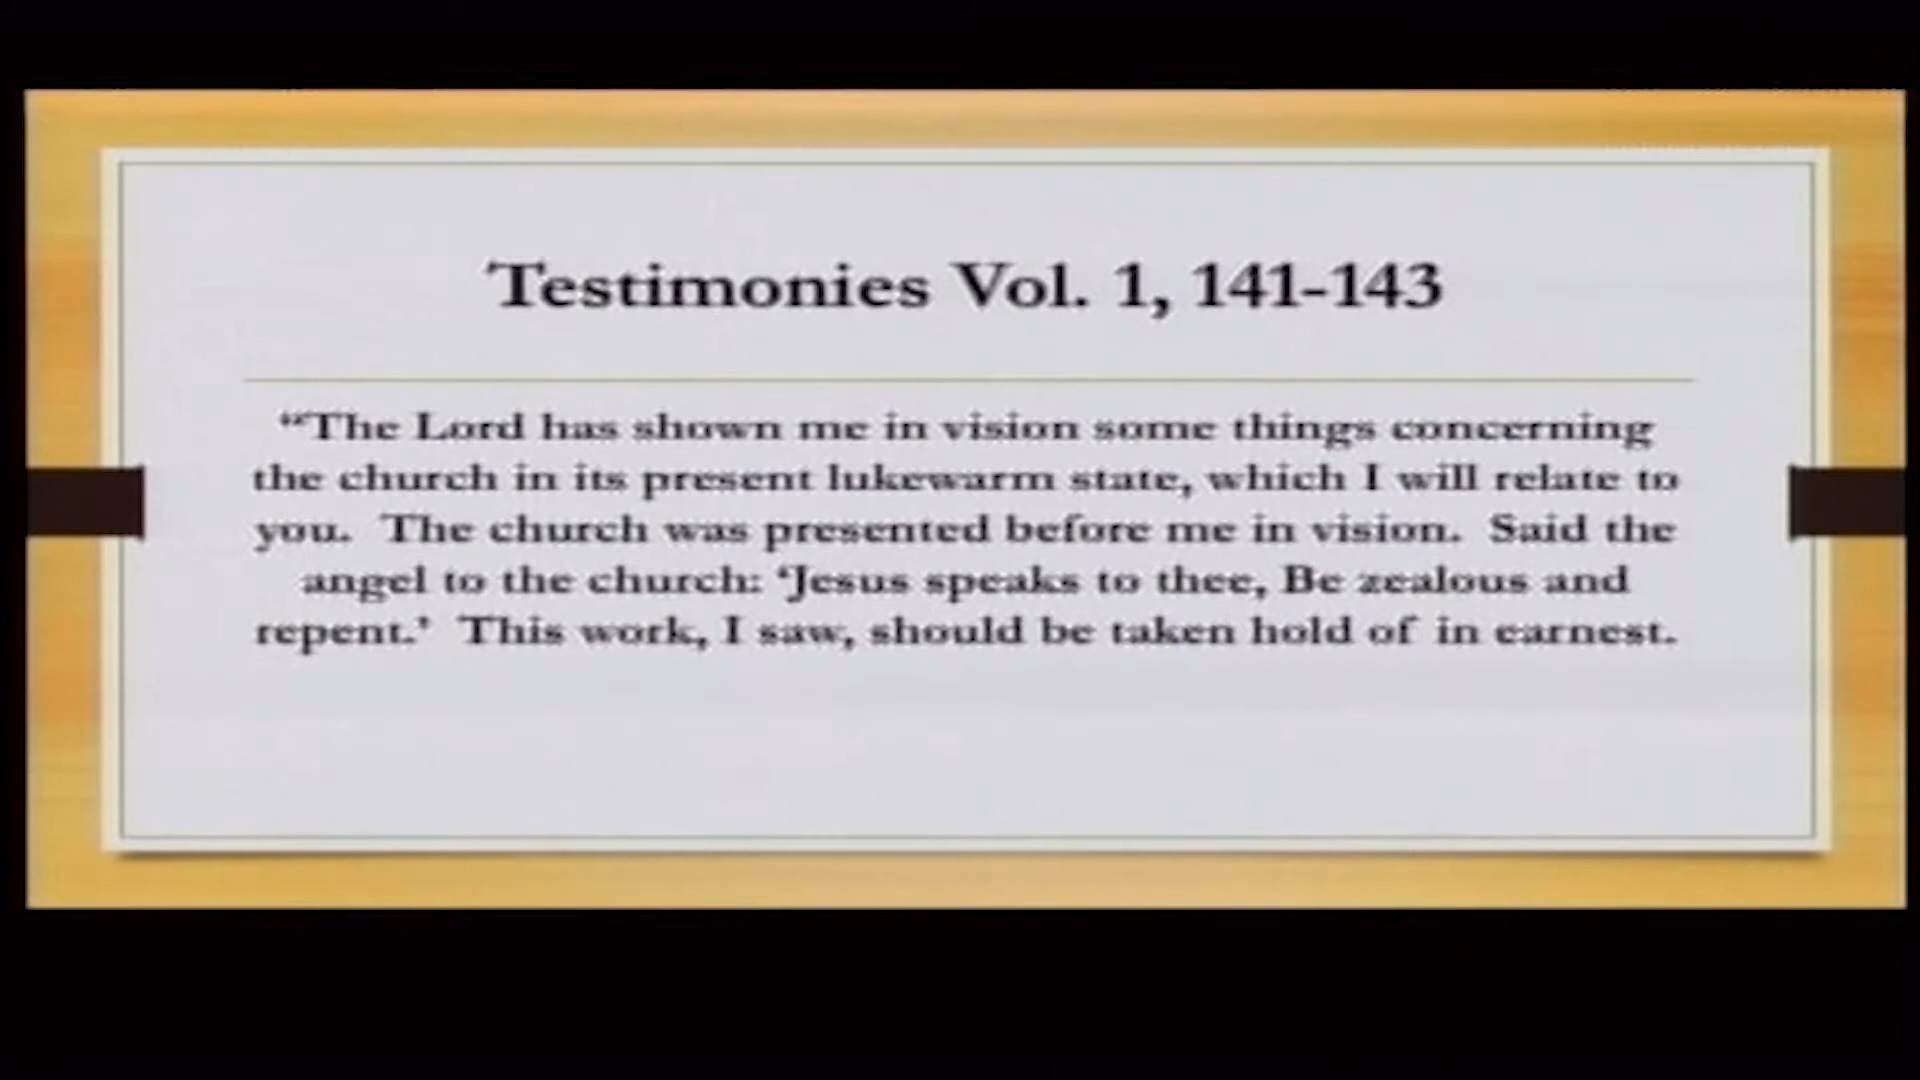 Testimonies Vol. 1, 141-143
“The Lord has shown me in vision some things concerning
the church in its present lukewarm state, which I will relate to
you.  The church was presented before me in vision.  Said the
angel to the church: ‘Jesus speaks to thee, Be zealous and
repent.’  This work, I saw, should be taken hold of in earnest.